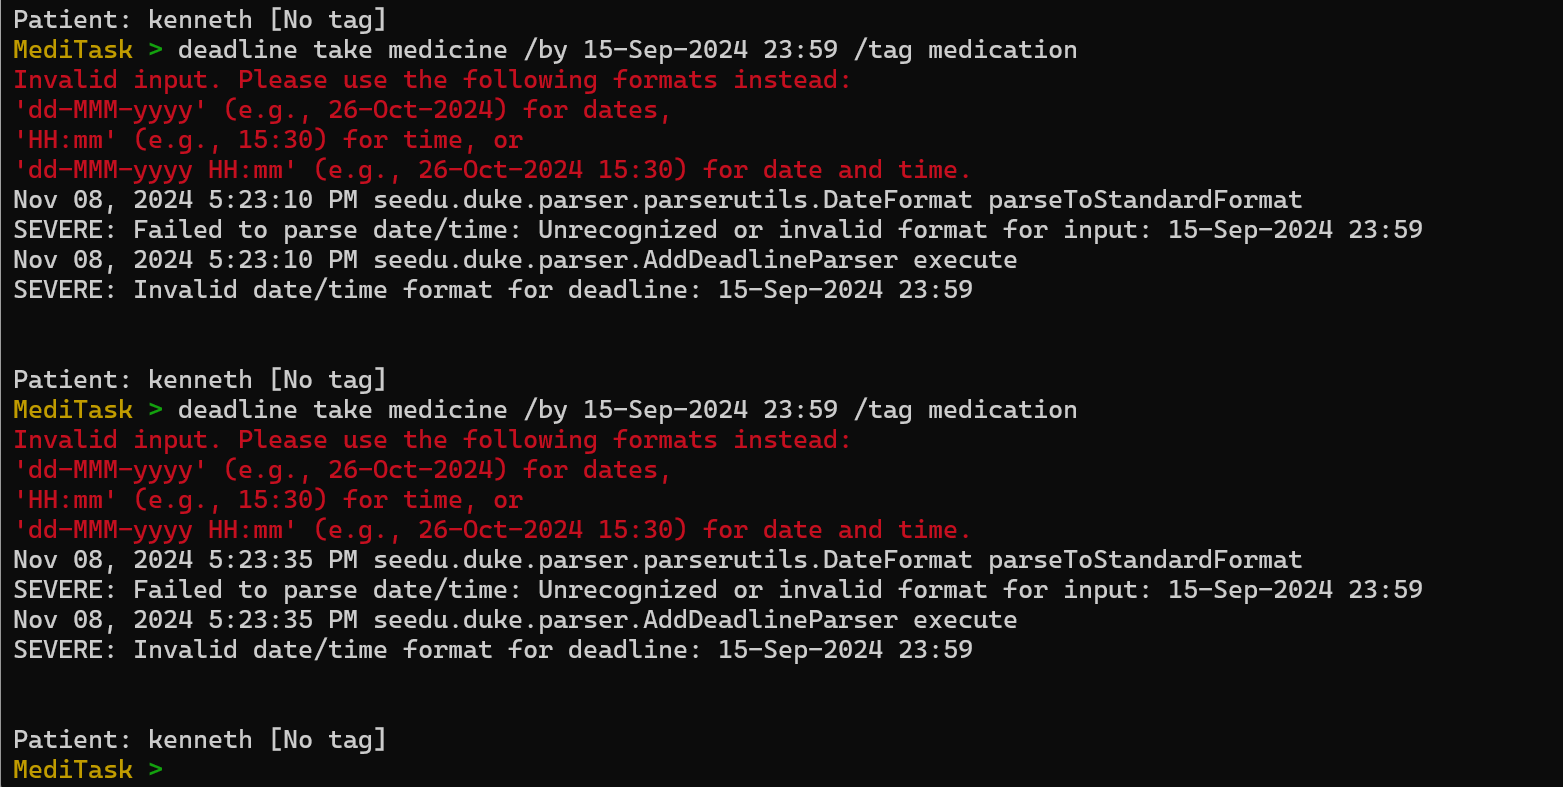 Patient: kenneth [No tag]
MediTask > deadline take medicine /by 15-Sep-2024 23:59 /tag medication
Invalid input. Please use the following formats instead:
'dd-MMM-yyyy' (e.g., 26-Oct-2024) for dates,
'HH:mm' (e.g., 15:30) for time, or
'dd-MMM-yyyy HH:mm' (e.g., 26-Oct-2024 15:30) for date and time.
Nov 08, 2024 5:23:10 PM seedu.duke.parser.parserutils.DateFormat parseToStandardFormat
SEVERE: Failed to parse date/time: Unrecognized or invalid format for input: 15-Sep-2024 23:59
Nov 08, 2024 5:23:10 PM seedu.duke.parser.AddDeadlineParser execute
SEVERE: Invalid date/time format for deadline: 15-Sep-2024 23:59
Patient: kenneth [No tag]
MediTask > deadline take medicine /by 15-Sep-2024 23:59 /tag medication
Invalid input. Please use the following formats instead:
'dd-MMM-yyyy' (e.g., 26-Oct-2024) for dates,
'HH:mm' (e.g., 15:30) for time, or
'dd-MMM-yyyy HH:mm' (e.g., 26-Oct-2024 15:30) for date and time.
Nov 08, 2024 5:23:35 PM seedu.duke.parser.parserutils.DateFormat parseToStandardFormat
SEVERE: Failed to parse date/time: Unrecognized or invalid format for input: 15-Sep-2024 23:59
Nov 08, 2024 5:23:35 PM seedu.duke.parser.AddDeadlineParser execute
SEVERE: Invalid date/time format for deadline: 15-Sep-2024 23:59
Patient: kenneth [No tag]
MediTask >